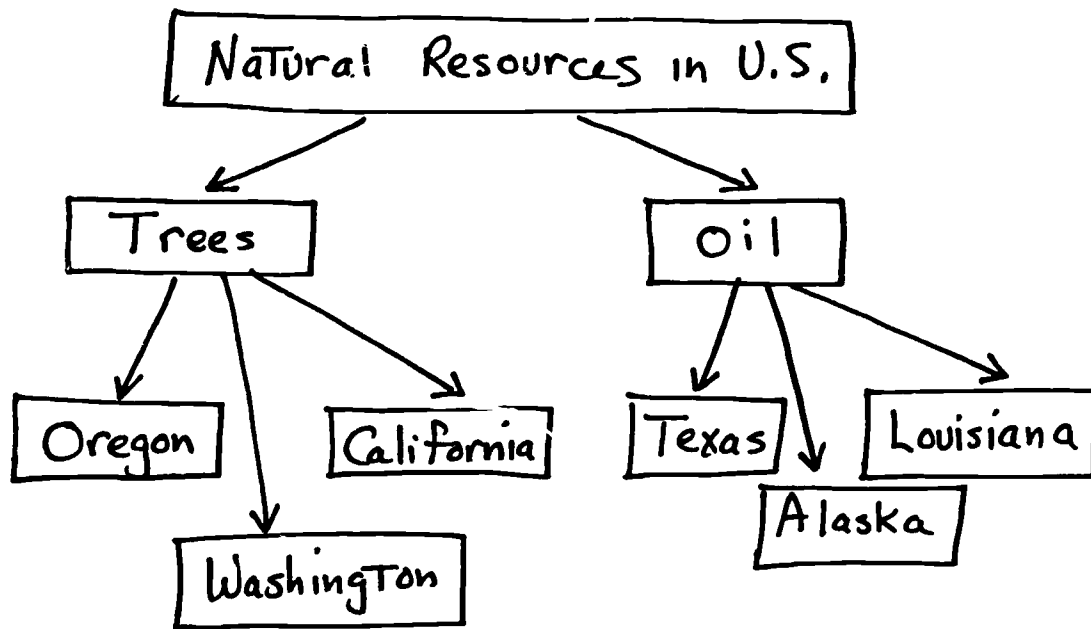 Natural Resources in U.S.
Trees
Oil
Oregon
California
Texas
Louisiana
Alaska
Washington